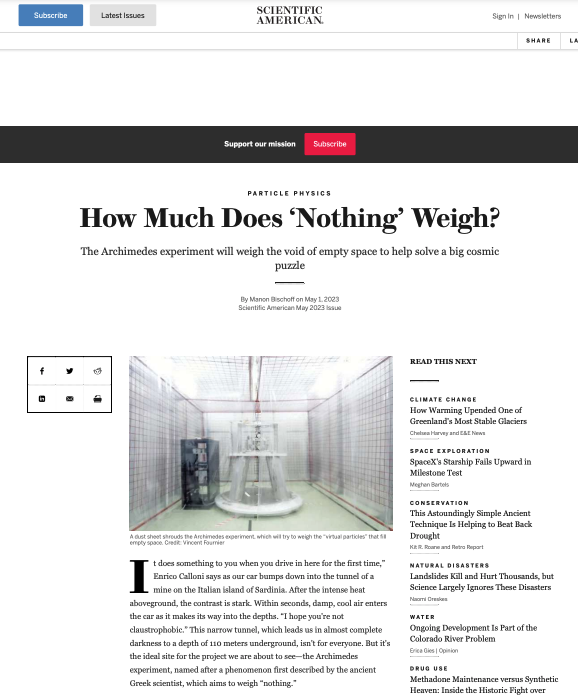 Subscribe
Latest Issues
SCIENTIFIC
AMERICAN.
Sign In | Newsletters
SHARE
LA
Support our mission
Subscribe
PARTICLE PHYSICS
How Much Does ‘Nothing’ Weigh?
The Archimedes experiment will weigh the void of empty space to help solve a big cosmic
puzzle
By Manon Bischoff on May 1, 2023
Scientific American May 2023 Issue
A dust sheet shrouds the Archimedes experiment, which will try to weigh the “virtual particles” that fill
empty space. Credit: Vincent Fournier
It does something to you when you drive in here for the first time,”
Enrico Calloni says as our car bumps down into the tunnel of a
mine on the Italian island of Sardinia. After the intense heat
aboveground, the contrast is stark. Within seconds, damp, cool air enters
the car as it makes its way into the depths. “I hope you’re not
claustrophobic.” This narrow tunnel, which leads us in almost complete
darkness to a depth of 110 meters underground, isn’t for everyone. But it’s
the ideal site for the project we are about to see—the Archimedes
experiment, named after a phenomenon first described by the ancient
Greek scientist, which aims to weigh “nothing.”
READ THIS NEXT
CLIMATE CHANGE
How Warming Upended One of
Greenland’s Most Stable Glaciers
Chelsea Harvey and E&E News
SPACE EXPLORATION
SpaceX’s Starship Fails Upward in
Milestone Test
Meghan Bartels
CONSERVATION
This Astoundingly Simple Ancient
Technique Is Helping to Beat Back
Drought
Kit R. Roane and Retro Report
NATURAL DISASTERS
Landslides Kill and Hurt Thousands, but
Science Largely Ignores These Disasters
Naomi Oreskes
WATER
Ongoing Development Is Part of the
Colorado River Problem
Erica Gies | Opinion
DRUG USE
Methadone Maintenance versus Synthetic
Heaven: Inside the Historic Fight over